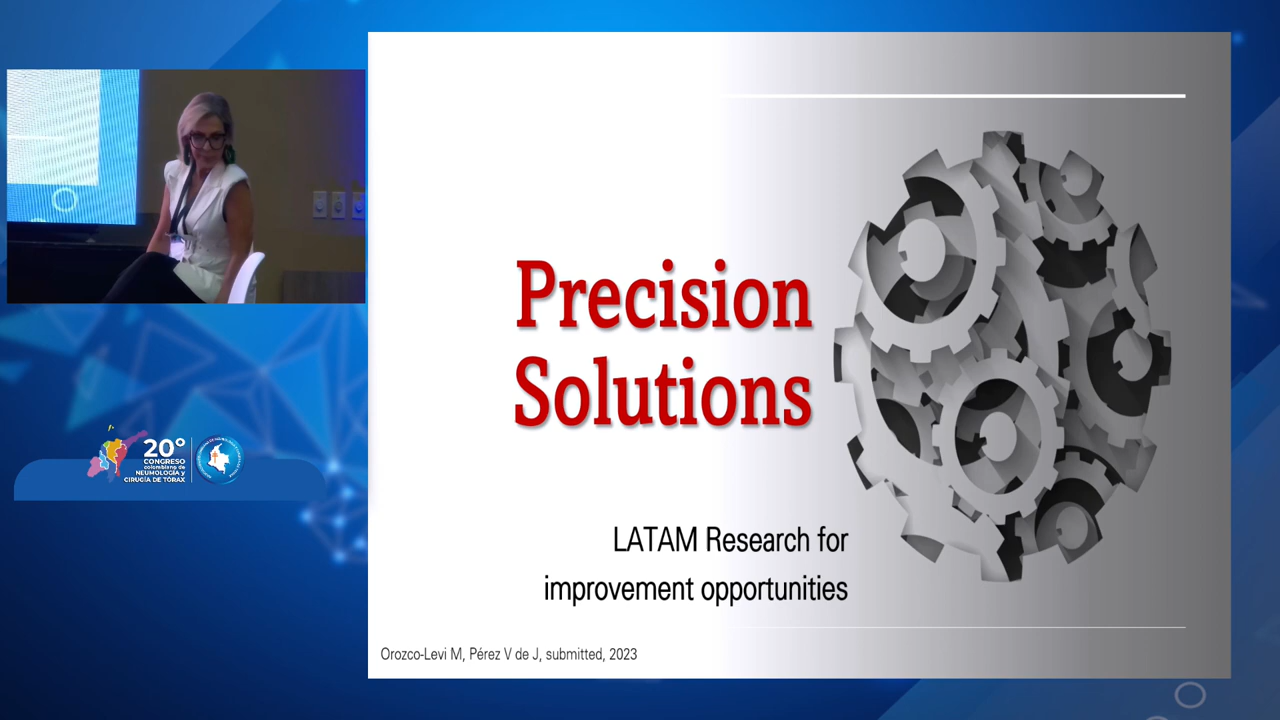 Precision
Solutions
LATAM Research for
improvement opportunities
Orozco-Levi M, Pérez V de J, submitted, 2023
20°
CONGRESO
colombiano de
NEUMOLOGÍA y
CIRUGÍA DE TÓRAX